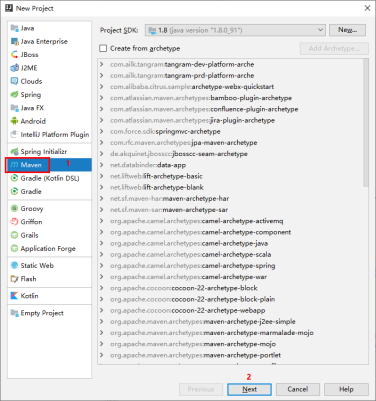 New Project
Java
Java Enterprise
JBoss
J2ME
Clouds
Spring
Java FX
Android
IntelliJ Platform Plugin
Spring Initializr
Maven
1
Gradle (Kotlin DSL)
Gradle
Groovy
Griffon
Grails
Application Forge
Static Web
Flash
Kotlin
Empty Project
Project SDK: 1.8 (java version "1.8.0_91") New...
Create from archetype Add Archetype...
com.ailk.tangram:tangram-dev-platform-arche
com.ailk.tangram:tangram-prd-platform-arche
com.alibaba.citrus.sample:archetype-webx-quickstart
com.atlassian.maven.archetypes:bamboo-plugin-archetype
com.atlassian.maven.archetypes:confluence-plugin-archetype
com.atlassian.maven.archetypes:jira-plugin-archetype
com.force.sdk:springmvc-archetype
com.rfc.maven.archetypes:jpa-maven-archetype
de.akquinet.jbosscc:jbosscc-seam-archetype
net.databinder:data-app
net.liftweb:lift-archetype-basic
net.liftweb:lift-archetype-blank
net.sf.maven-har:maven-archetype-har
net.sf.maven-sar:maven-archetype-sar
org.apache.camel.archetypes:camel-archetype-activemq
org.apache.camel.archetypes:camel-archetype-component
org.apache.camel.archetypes:camel-archetype-java
org.apache.camel.archetypes:camel-archetype-scala
org.apache.camel.archetypes:camel-archetype-spring
org.apache.camel.archetypes:camel-archetype-war
org.apache.cocoon:cocoon-22-archetype-block
org.apache.cocoon:cocoon-22-archetype-block-plain
org.apache.cocoon:cocoon-22-archetype-webapp
org.apache.maven.archetypes:maven-archetype-j2ee-simple
org.apache.maven.archetypes:maven-archetype-marmalade-mojo
org.apache.maven.archetypes:maven-archetype-mojo
org.apache.maven.archetypes:maven-archetype-portlet
2
Previous Next Cancel Help